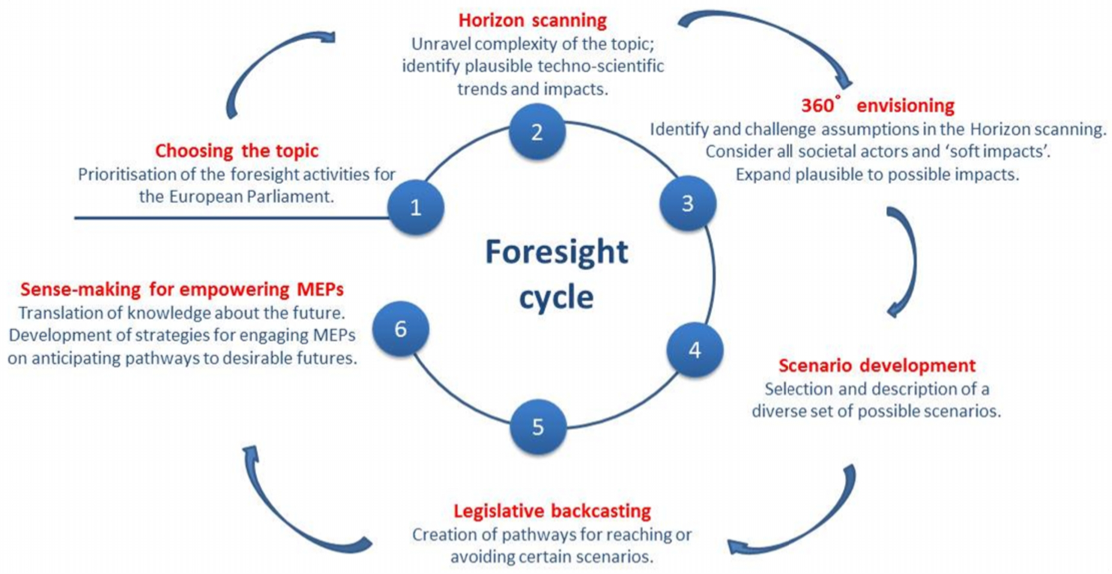 Horizon scanning
Unravel complexity of the topic;
identify plausible techno-scientific
trends and impacts.
360° envisioning
Identify and challenge assumptions in the Horizon scanning.
Consider all societal actors and ‘soft impacts’.
Expand plausible to possible impacts.
Choosing the topic
Prioritisation of the foresight activities for
the European Parliament.
1
2
3
4
5
6
Foresight
cycle
Sense-making for empowering MEPs
Translation of knowledge about the future.
Development of strategies for engaging MEPs
on anticipating pathways to desirable futures.
Scenario development
Selection and description of a
diverse set of possible scenarios.
Legislative backcasting
Creation of pathways for reaching or
avoiding certain scenarios.